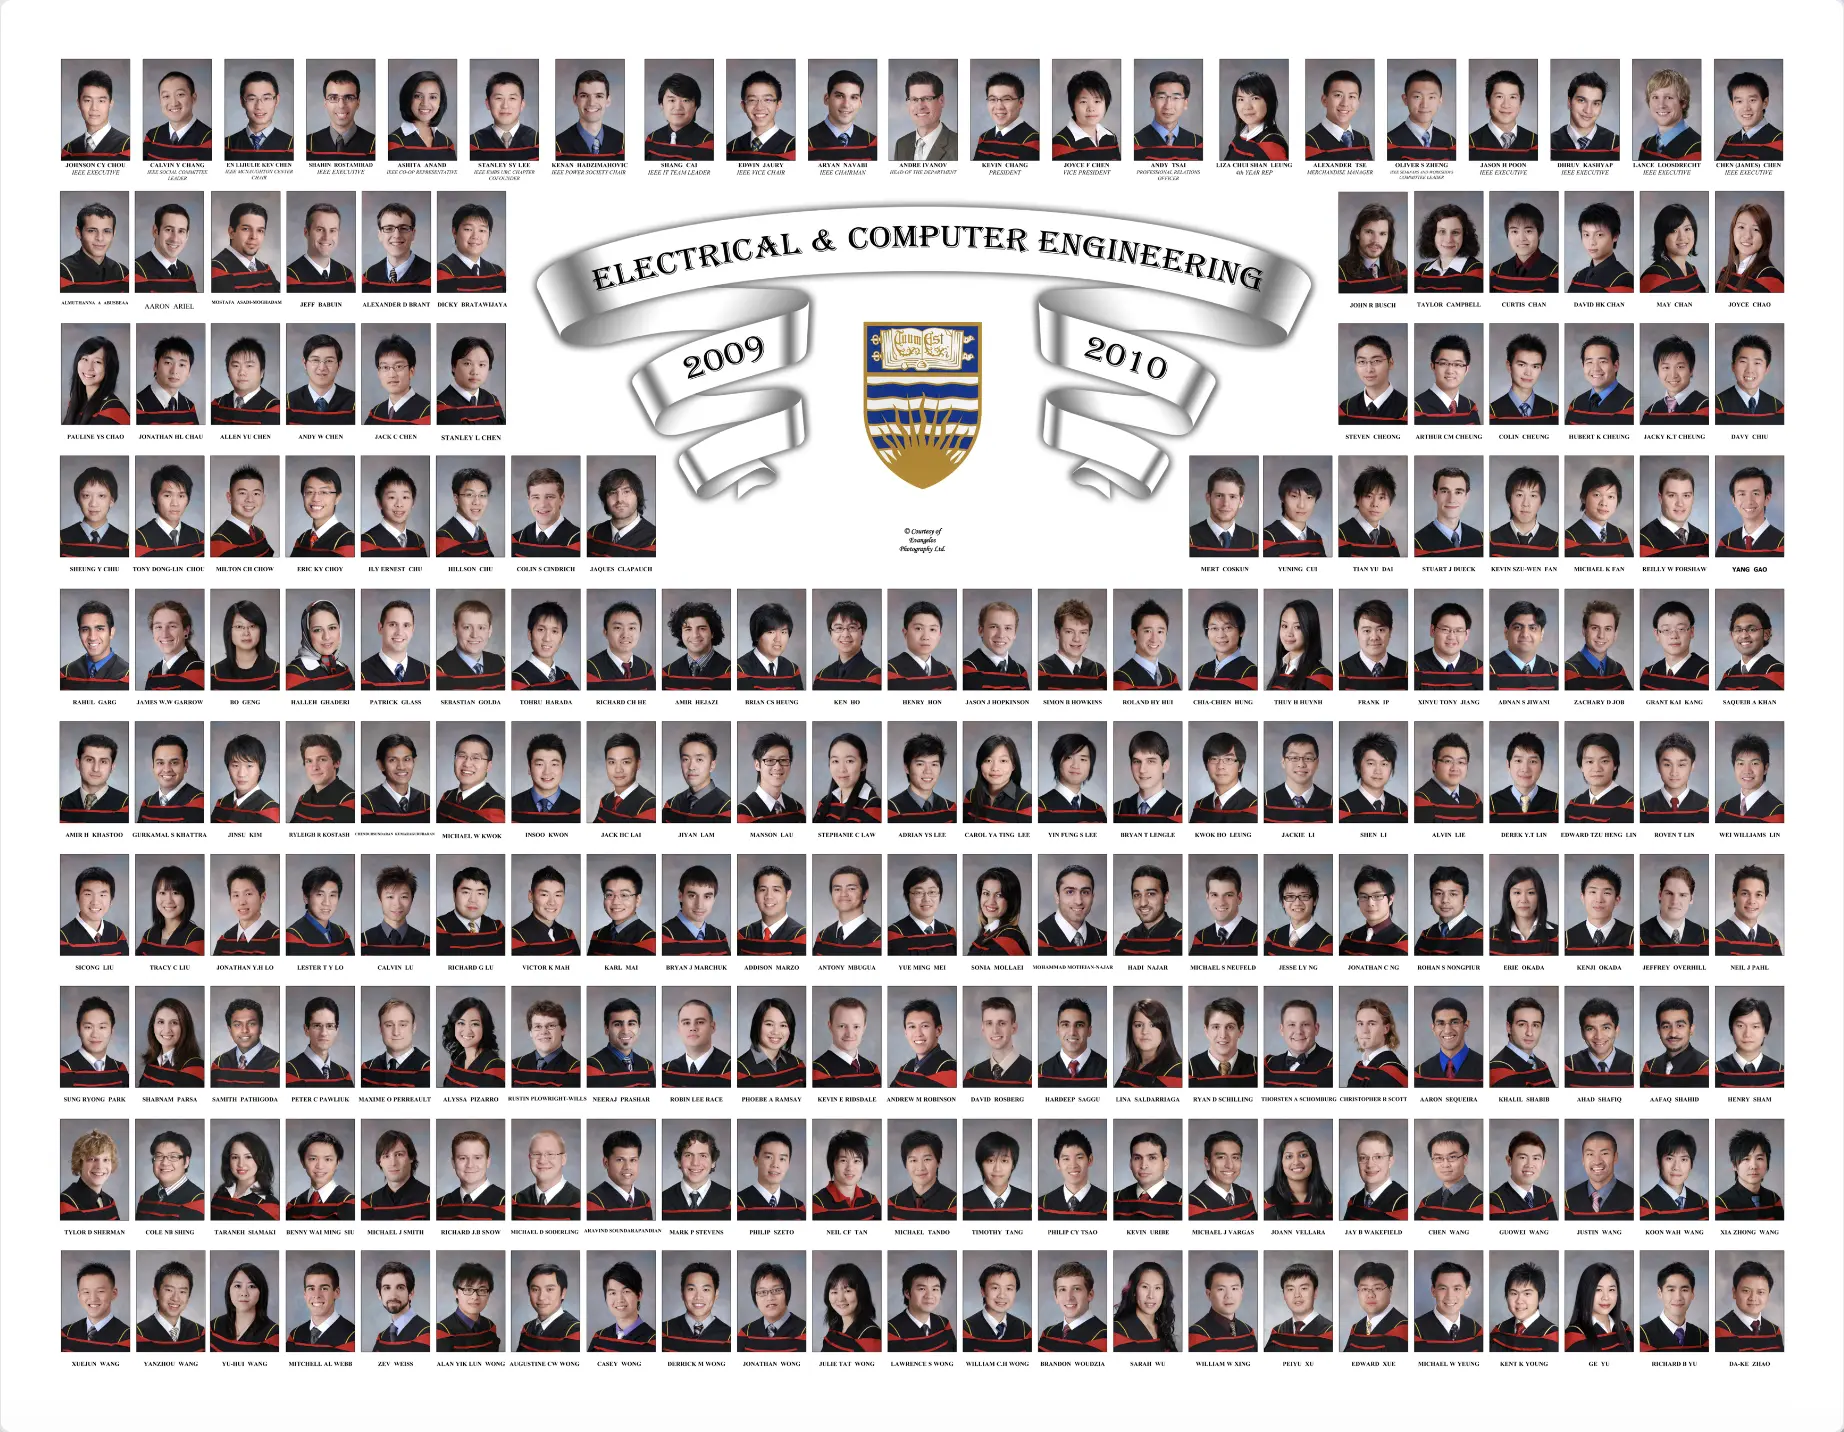 JOHNSON CY CHOU
IEEE EXECUTIVE
CALVIN Y CHANG
IEEE SOCIAL COMMITTEE
LEADER
EN LIJULIE KEV CHEN
IEEE MCNAUGHTON CENTER
CHAIR
SHAHIN ROSTAMIRAD
IEEE EXECUTIVE
ASHITA ANAND
IEEE CO-OP REPRESENTATIVE
STANLEY SY LEE
IEEE EMBS UBC CHAPTER
COFOUNDER
KENAN HADZIMAHOVIC
IEEE POWER SOCIETY CHAIR
SHANG CAI
IEEE IT TEAM LEADER
EDWIN JAURY
IEEE VICE CHAIR
ARYAN NAVABI
IEEE CHAIRMAN
ANDRE IVANOV
HEAD OF THE DEPARTMENT
KEVIN CHANG
PRESIDENT
JOYCE F CHEN
VICE PRESIDENT
ANDY TSAI
PROFESSIONAL RELATIONS
OFFICER
LIZA CHUI SHAN LEUNG
4th YEAR REP
ALEXANDER TSE
MERCHANDISE MANAGER
OLIVER S ZHENG
IEEE SEMINARS AND WORKSHOPS
COMMITTEE LEADER
JASON H POON
IEEE EXECUTIVE
DHRUV KASHYAP
IEEE EXECUTIVE
LANCE LOOSDRECHT
IEEE EXECUTIVE
CHEN (JAMES) CHEN
IEEE EXECUTIVE
ELECTRICAL & COMPUTER ENGINEERING
2009
2010
Tuum Est
© Courtesy of
Evangelos
Photography Ltd.
ALMUTHANNA A ABUSBEAA
AARON ARIEL
MOSTAFA ASADI-MOGHADAM
JEFF BABUIN
ALEXANDER D BRANT
DICKY BRATAWIJAYA
JOHN R BUSCH
TAYLOR CAMPBELL
CURTIS CHAN
DAVID HK CHAN
MAY CHAN
JOYCE CHAO
PAULINE YS CHAO
JONATHAN HL CHAU
ALLEN YU CHEN
ANDY W CHEN
JACK C CHEN
STANLEY L CHEN
STEVEN CHEONG
ARTHUR CM CHEUNG
COLIN CHEUNG
HUBERT K CHEUNG
JACKY K.T CHEUNG
DAVY CHIU
SHEUNG Y CHIU
TONY DONG-LIN CHOU
MILTON CH CHOW
ERIC KY CHOY
H.Y ERNEST CHU
HILLSON CHU
COLIN S CINDRICH
JAQUES CLAPAUCH
MERT COSKUN
YUNING CUI
TIAN YU DAI
STUART J DUECK
KEVIN SZU-WEN FAN
MICHAEL K FAN
REILLY W FORSHAW
YANG GAO
RAHUL GARG
JAMES W.W GARROW
BO GENG
HALLEH GHADERI
PATRICK GLASS
SEBASTIAN GOLDA
TOHRU HARADA
RICHARD CH HE
AMIR HEJAZI
BRIAN CS HEUNG
KEN HO
HENRY HON
JASON J HOPKINSON
SIMON B HOWKINS
ROLAND HY HUI
CHIA-CHIEN HUNG
THUY H HUYNH
FRANK IP
XINYU TONY JIANG
ADNAN S JIWANI
ZACHARY D JOB
GRANT KAI KANG
SAQUEIB A KHAN
AMIR H KHASTOO
GURKAMAL S KHATTRA
JINSU KIM
RYLEIGH R KOSTASH
MICHAEL W KWOK
INSOO KWON
JACK HC LAI
JIYAN LAM
MANSON LAU
STEPHANIE C LAW
ADRIAN YS LEE
CAROL YA TING LEE
YIN FUNG S LEE
BRYAN T LENGLE
KWOK HO LEUNG
JACKIE LI
SHEN LI
ALVIN LIE
DEREK Y.T LIN
EDWARD TZU HENG LIN
ROVEN T LIN
WEI WILLIAMS LIN
SICONG LIU
TRACY C LIU
JONATHAN Y.H LO
LESTER T Y LO
CALVIN LU
RICHARD G LU
VICTOR K MAH
KARL MAI
BRYAN J MARCHUK
ADDISON MARZO
ANTONY MBUGUA
YUE MING MEI
SONIA MOLLAEI
MOHAMMAD MOTIEIAN-NAJAR
HADI NAJAR
MICHAEL S NEUFELD
JESSE LY NG
JONATHAN C NG
ROHAN S NONGPIUR
ERIE OKADA
KENJI OKADA
JEFFREY OVERHILL
NEIL J PAHL
SUNG RYONG PARK
SHABNAM PARSA
SAMITH PATHIGODA
PETER C PAWLIUK
MAXIME O PERREAULT
ALYSSA PIZARRO
RUSTIN PLOWRIGHT-WILLS
NEERAJ PRASHAR
ROBIN LEE RACE
PHOEBE A RAMSAY
KEVIN E RIDSDALE
ANDREW M ROBINSON
DAVID ROSBERG
HARDEEP SAGGU
LINA SALDARRIAGA
RYAN D SCHILLING
THORSTEN A SCHOMBURG
CHRISTOPHER R SCOTT
AARON SEQUEIRA
KHALIL SHABIB
AHAD SHAFIQ
AAFAQ SHAHID
HENRY SHAM
TYLOR D SHERMAN
COLE NB SHING
TARANEH SIAMAKI
BENNY WAI MING SIU
MICHAEL J SMITH
RICHARD J.B SNOW
MICHAEL D SODERLING
ARAVIND SOUNDARAPANDIAN
MARK P STEVENS
PHILIP SZETO
NEIL CF TAN
MICHAEL TANDO
TIMOTHY TANG
PHILIP CY TSAO
KEVIN URIBE
MICHAEL J VARGAS
JOANN VELLARA
JAY B WAKEFIELD
CHEN WANG
GUOWEI WANG
JUSTIN WANG
KOON WAH WANG
XIA ZHONG WANG
XUEJUN WANG
YANZHOU WANG
YU-HUI WANG
MITCHELL AL WEBB
ZEV WEISS
ALAN YIK LUN WONG
AUGUSTINE CW WONG
CASEY WONG
DERRICK M WONG
JONATHAN WONG
JULIE TAT WONG
LAWRENCE S WONG
WILLIAM C.H WONG
BRANDON WOUDZIA
SARAH WU
WILLIAM W XING
PEIYU XU
EDWARD XUE
MICHAEL W YEUNG
KENT K YOUNG
GE YU
RICHARD B YU
DA-KE ZHAO